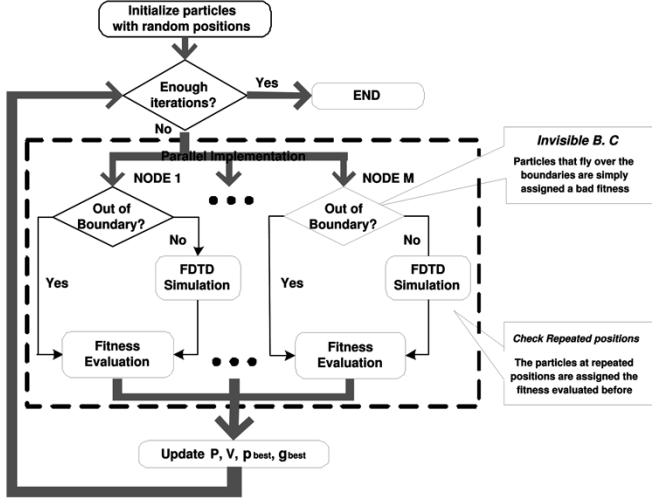 Initialize particles
with random positions
Enough
iterations?
Yes
END
No
Parallel Implementation
NODE 1
NODE M
Invisible B. C
Particles that fly over the
boundaries are simply
assigned a bad fitness
Out of
Boundary?
No
Yes
FDTD
Simulation
Out of
Boundary?
No
Yes
FDTD
Simulation
Fitness
Evaluation
Fitness
Evaluation
Check Repeated positions
The particles at repeated
positions are assigned the
fitness evaluated before
Update P, V, pbest, gbest